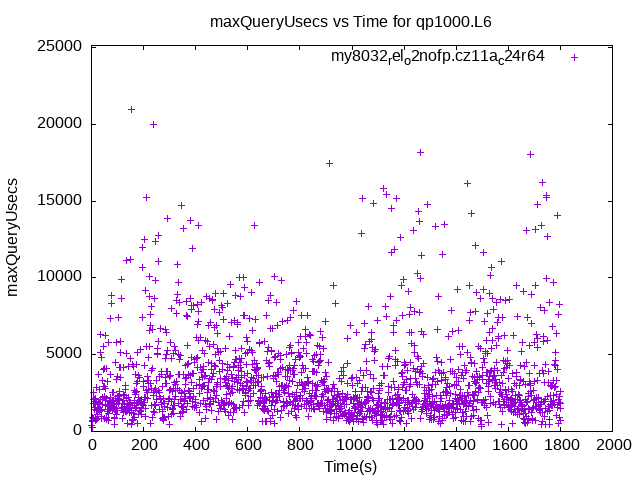 maxQueryUsecs vs Time for qp1000.L6
my8032relo2nofp.cz11ac24r64
25000
20000
15000
10000
5000
0
maxQueryUsecs
0 200 400 600 800 1000 1200 1400 1600 1800 2000
Time(s)